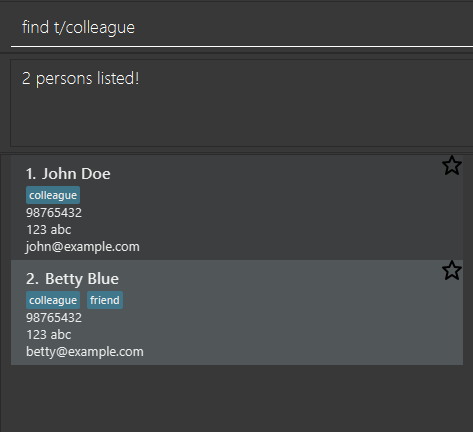 find t/colleague
2 persons listed!
1. John Doe
colleague
98765432
123 abc
john@example.com
2. Betty Blue
colleague friend
98765432
123 abc
betty@example.com